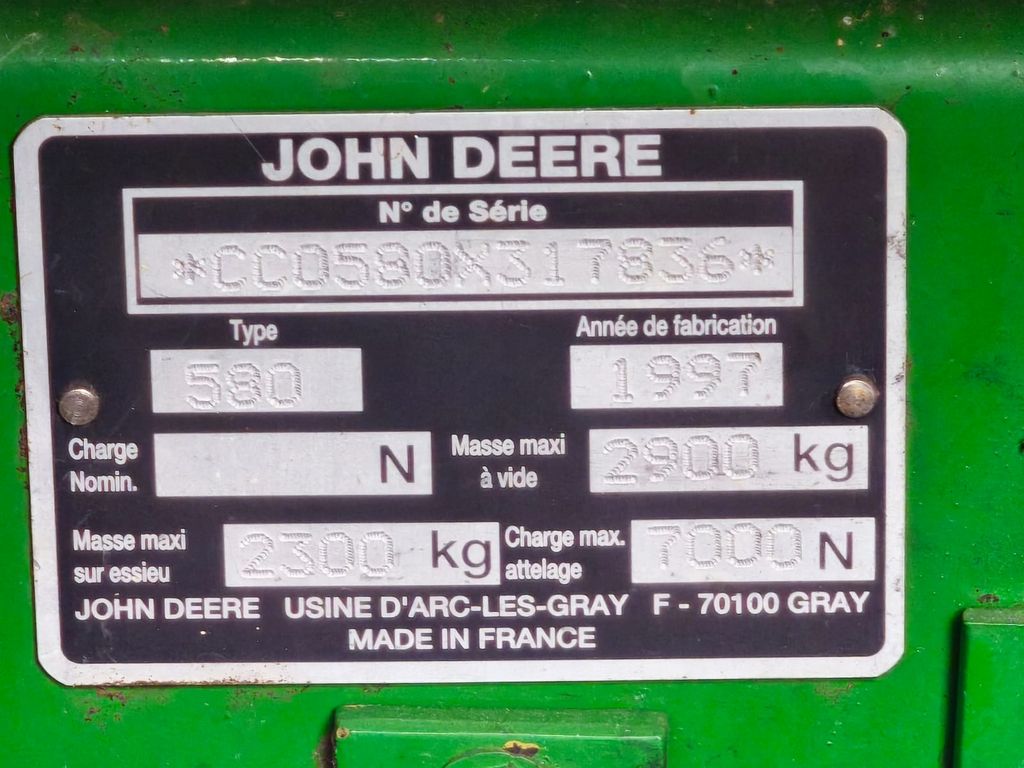 JOHN DEERE
N° de Série
*CC0580X317836*
Type
Année de fabrication
580
1997
Charge Nomin.
N
Masse maxi à vide
2900 kg
Masse maxi sur essieu
2300 kg
Charge max. attelage
7000 N
JOHN DEERE USINE D'ARC-LES-GRAY F - 70100 GRAY
MADE IN FRANCE